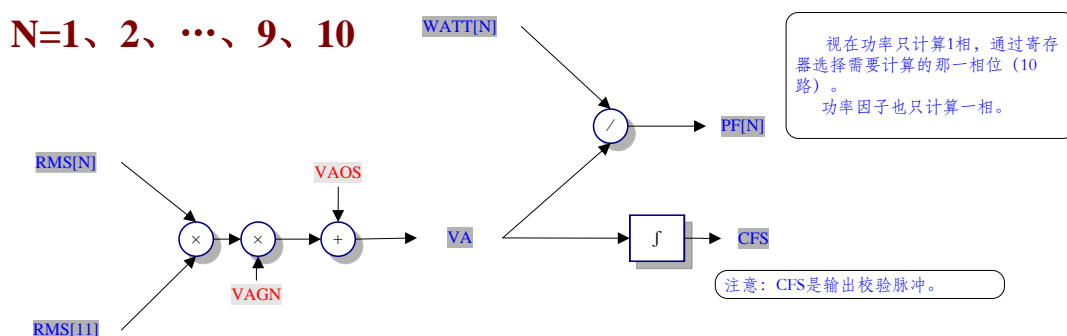 N=1、2、…、9、10
WATT[N]
视在功率只计算1相，通过寄存
器选择需要计算的那一相位（10
路）。
功率因子也只计算一相。
∕
PF[N]
RMS[N]
VAOS
×
×
+
VA
∫
CFS
VAGN
注意：CFS是输出校验脉冲。
RMS[11]